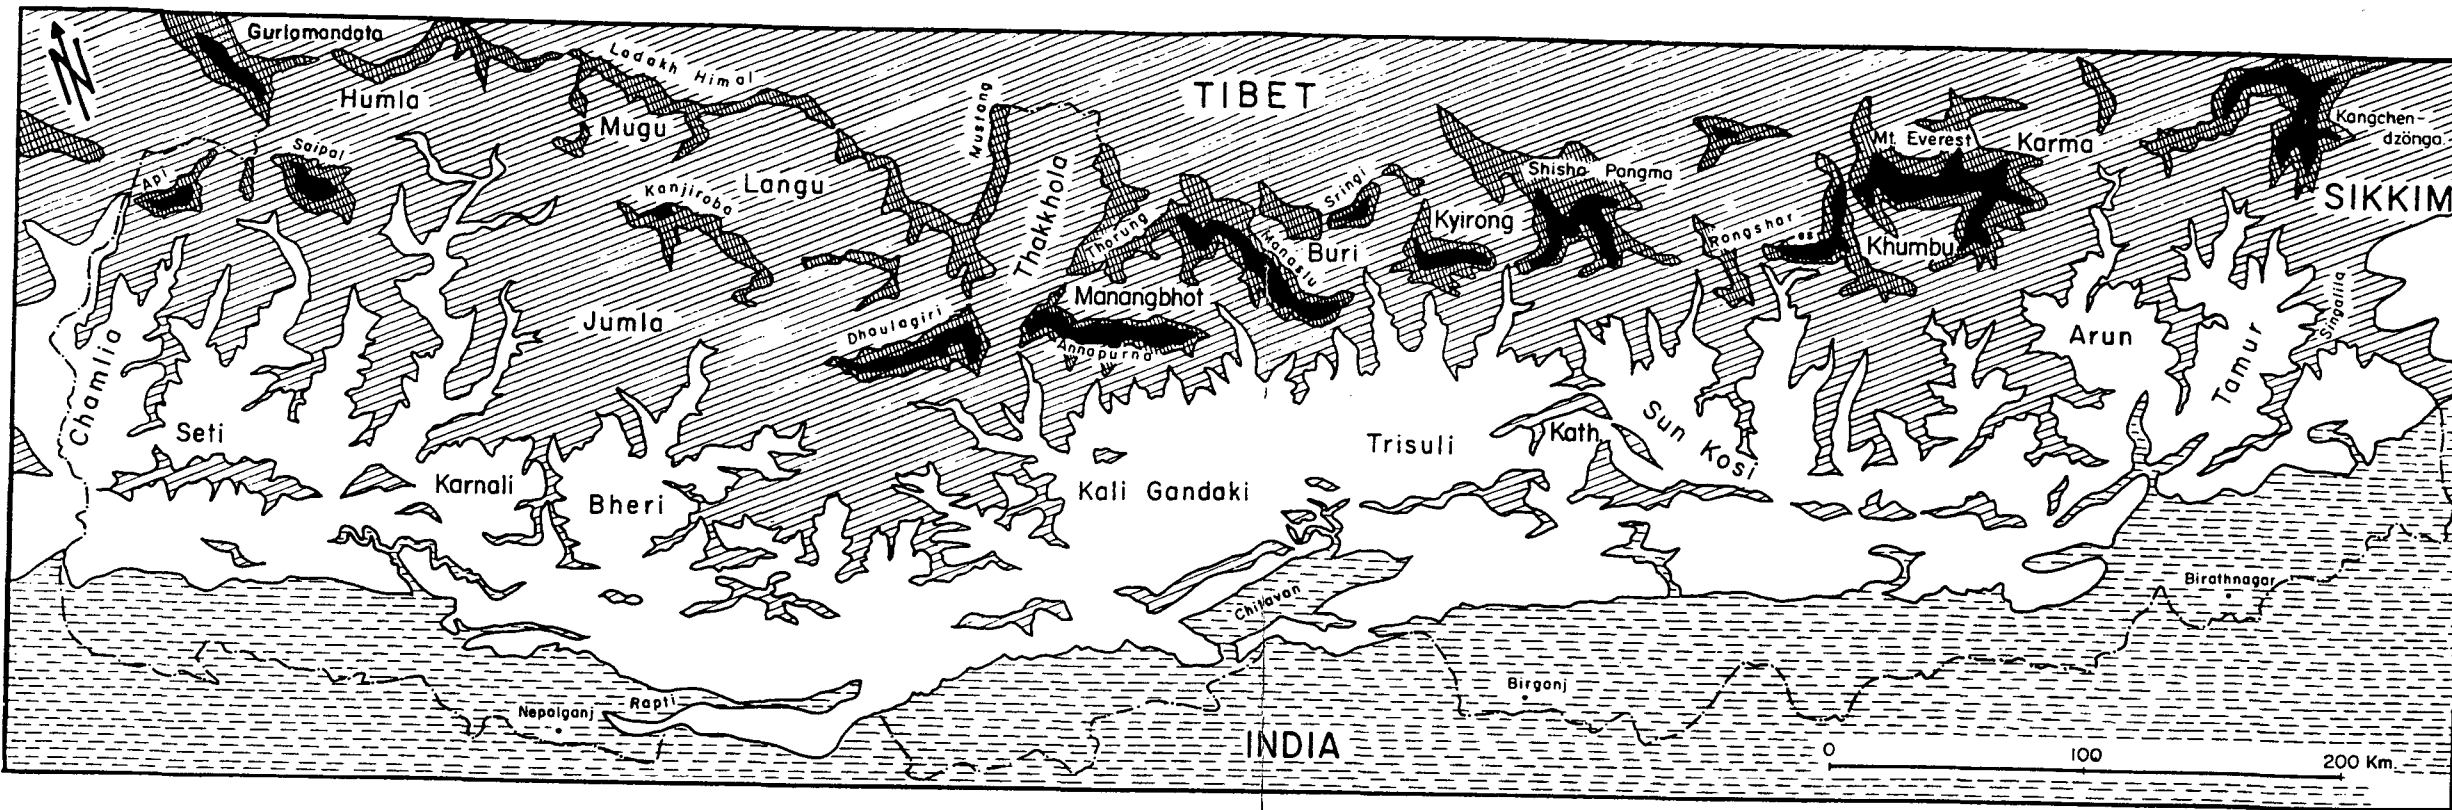 Gurlamandata
Ladakh Himal
Humla
TIBET
Mustang
Mugu
Kangchen-
dzönga
Mt. Everest
Karma
Saipal
Api
Kanjiroba
Langu
Thakkhola
Sringi
Shisha Pangma
SIKKIM
Thorung
Manaslu
Buri
Kyirong
Rongshar
Khumbu
Manangbhot
Singalila
Chamlia
Jumla
Dhaulagiri
Annapurna
Arun
Tamur
Seti
Trisuli
Kath.
Sun Kosi
Karnali
Bheri
Kali Gandaki
Chitavan
Birathnagar
Rapti
Nepalganj
Birganj
INDIA
0 100 200 Km.